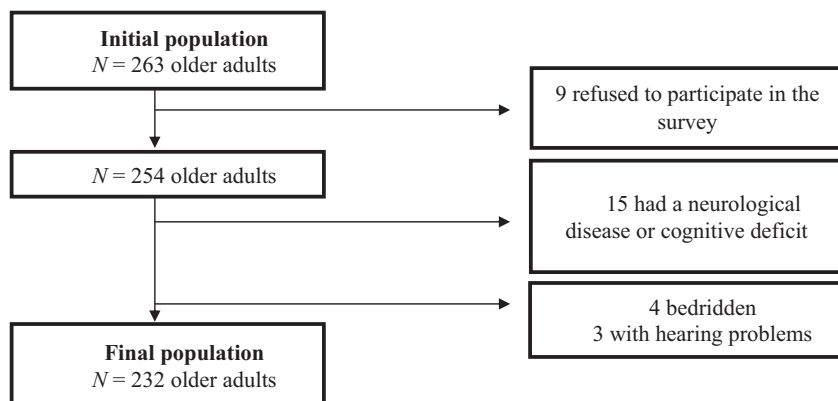 Initial population
N = 263 older adults
9 refused to participate in the
survey
N = 254 older adults
15 had a neurological
disease or cognitive deficit
4 bedridden
3 with hearing problems
Final population
N = 232 older adults